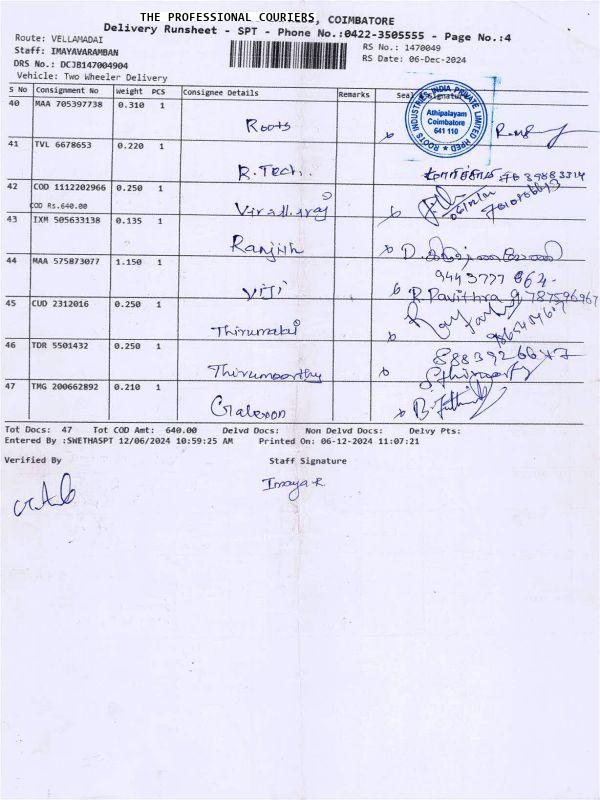 THE PROFESSIONAL COURIERS, COIMBATORE
Delivery Runsheet - SPT - Phone No.:0422-3505555 - Page No.:4
Route: VELLAMADAI
Staff: IMAYAVARAMBAN
RS No.: 1470049
DRS No.: DCJB147004904
RS Date: 06-Dec-2024
Vehicle: Two Wheeler Delivery
S No Consignment No Weight PCS Consignee Details Remarks Seal Signature
40 MAA 705397738 0.310 1 Roots
ROOTS INDUSTRIES INDIA PRIVATE LIMITED
Athipalayam
Coimbatore
641 110
41 TVL 6678653 0.220 1 R.Tech.
42 COD 1112202966 0.250 1
COD Rs.640.00
43 IXM 505633138 0.135 1 Ranjith
44 MAA 575873077 1.150 1 Viji
9443777 864
R. Pavithra
45 CUD 2312016 0.250 1 Thirumalai
46 TDR 5501432 0.250 1 Thirumoorthy
47 TMG 200662892 0.210 1
Tot Docs: 47 Tot COD Amt: 640.00 Delvd Docs: Non Delvd Docs: Delvy Pts:
Entered By :SWETHASPT 12/06/2024 10:59:25 AM Printed On: 06-12-2024 11:07:21
Verified By Staff Signature
Imaya R